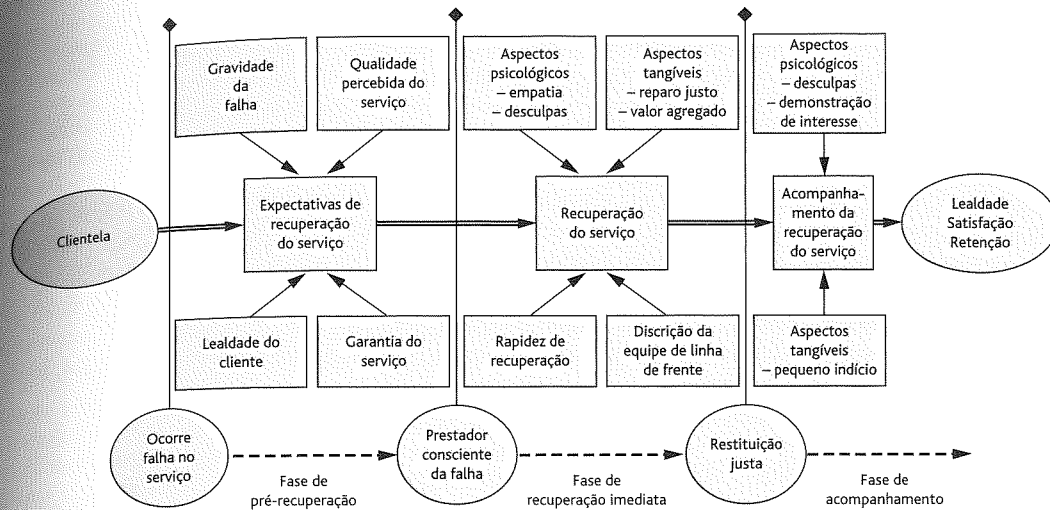 Gravidade
da
falha
Qualidade
percebida do
serviço
Aspectos
psicológicos
– empatia
– desculpas
Aspectos
tangíveis
– reparo justo
– valor agregado
Aspectos
psicológicos
– desculpas
– demonstração
de interesse
Clientela
Expectativas de
recuperação
do serviço
Recuperação
do serviço
Acompanha-
mento da
recuperação
do serviço
Lealdade
Satisfação
Retenção
Lealdade do
cliente
Garantia do
serviço
Rapidez de
recuperação
Discrição da
equipe de linha
de frente
Aspectos
tangíveis
– pequeno indício
Ocorre
falha no
serviço
Fase de
pré-recuperação
Prestador
consciente
da falha
Fase de
recuperação imediata
Restituição
justa
Fase de
acompanhamento